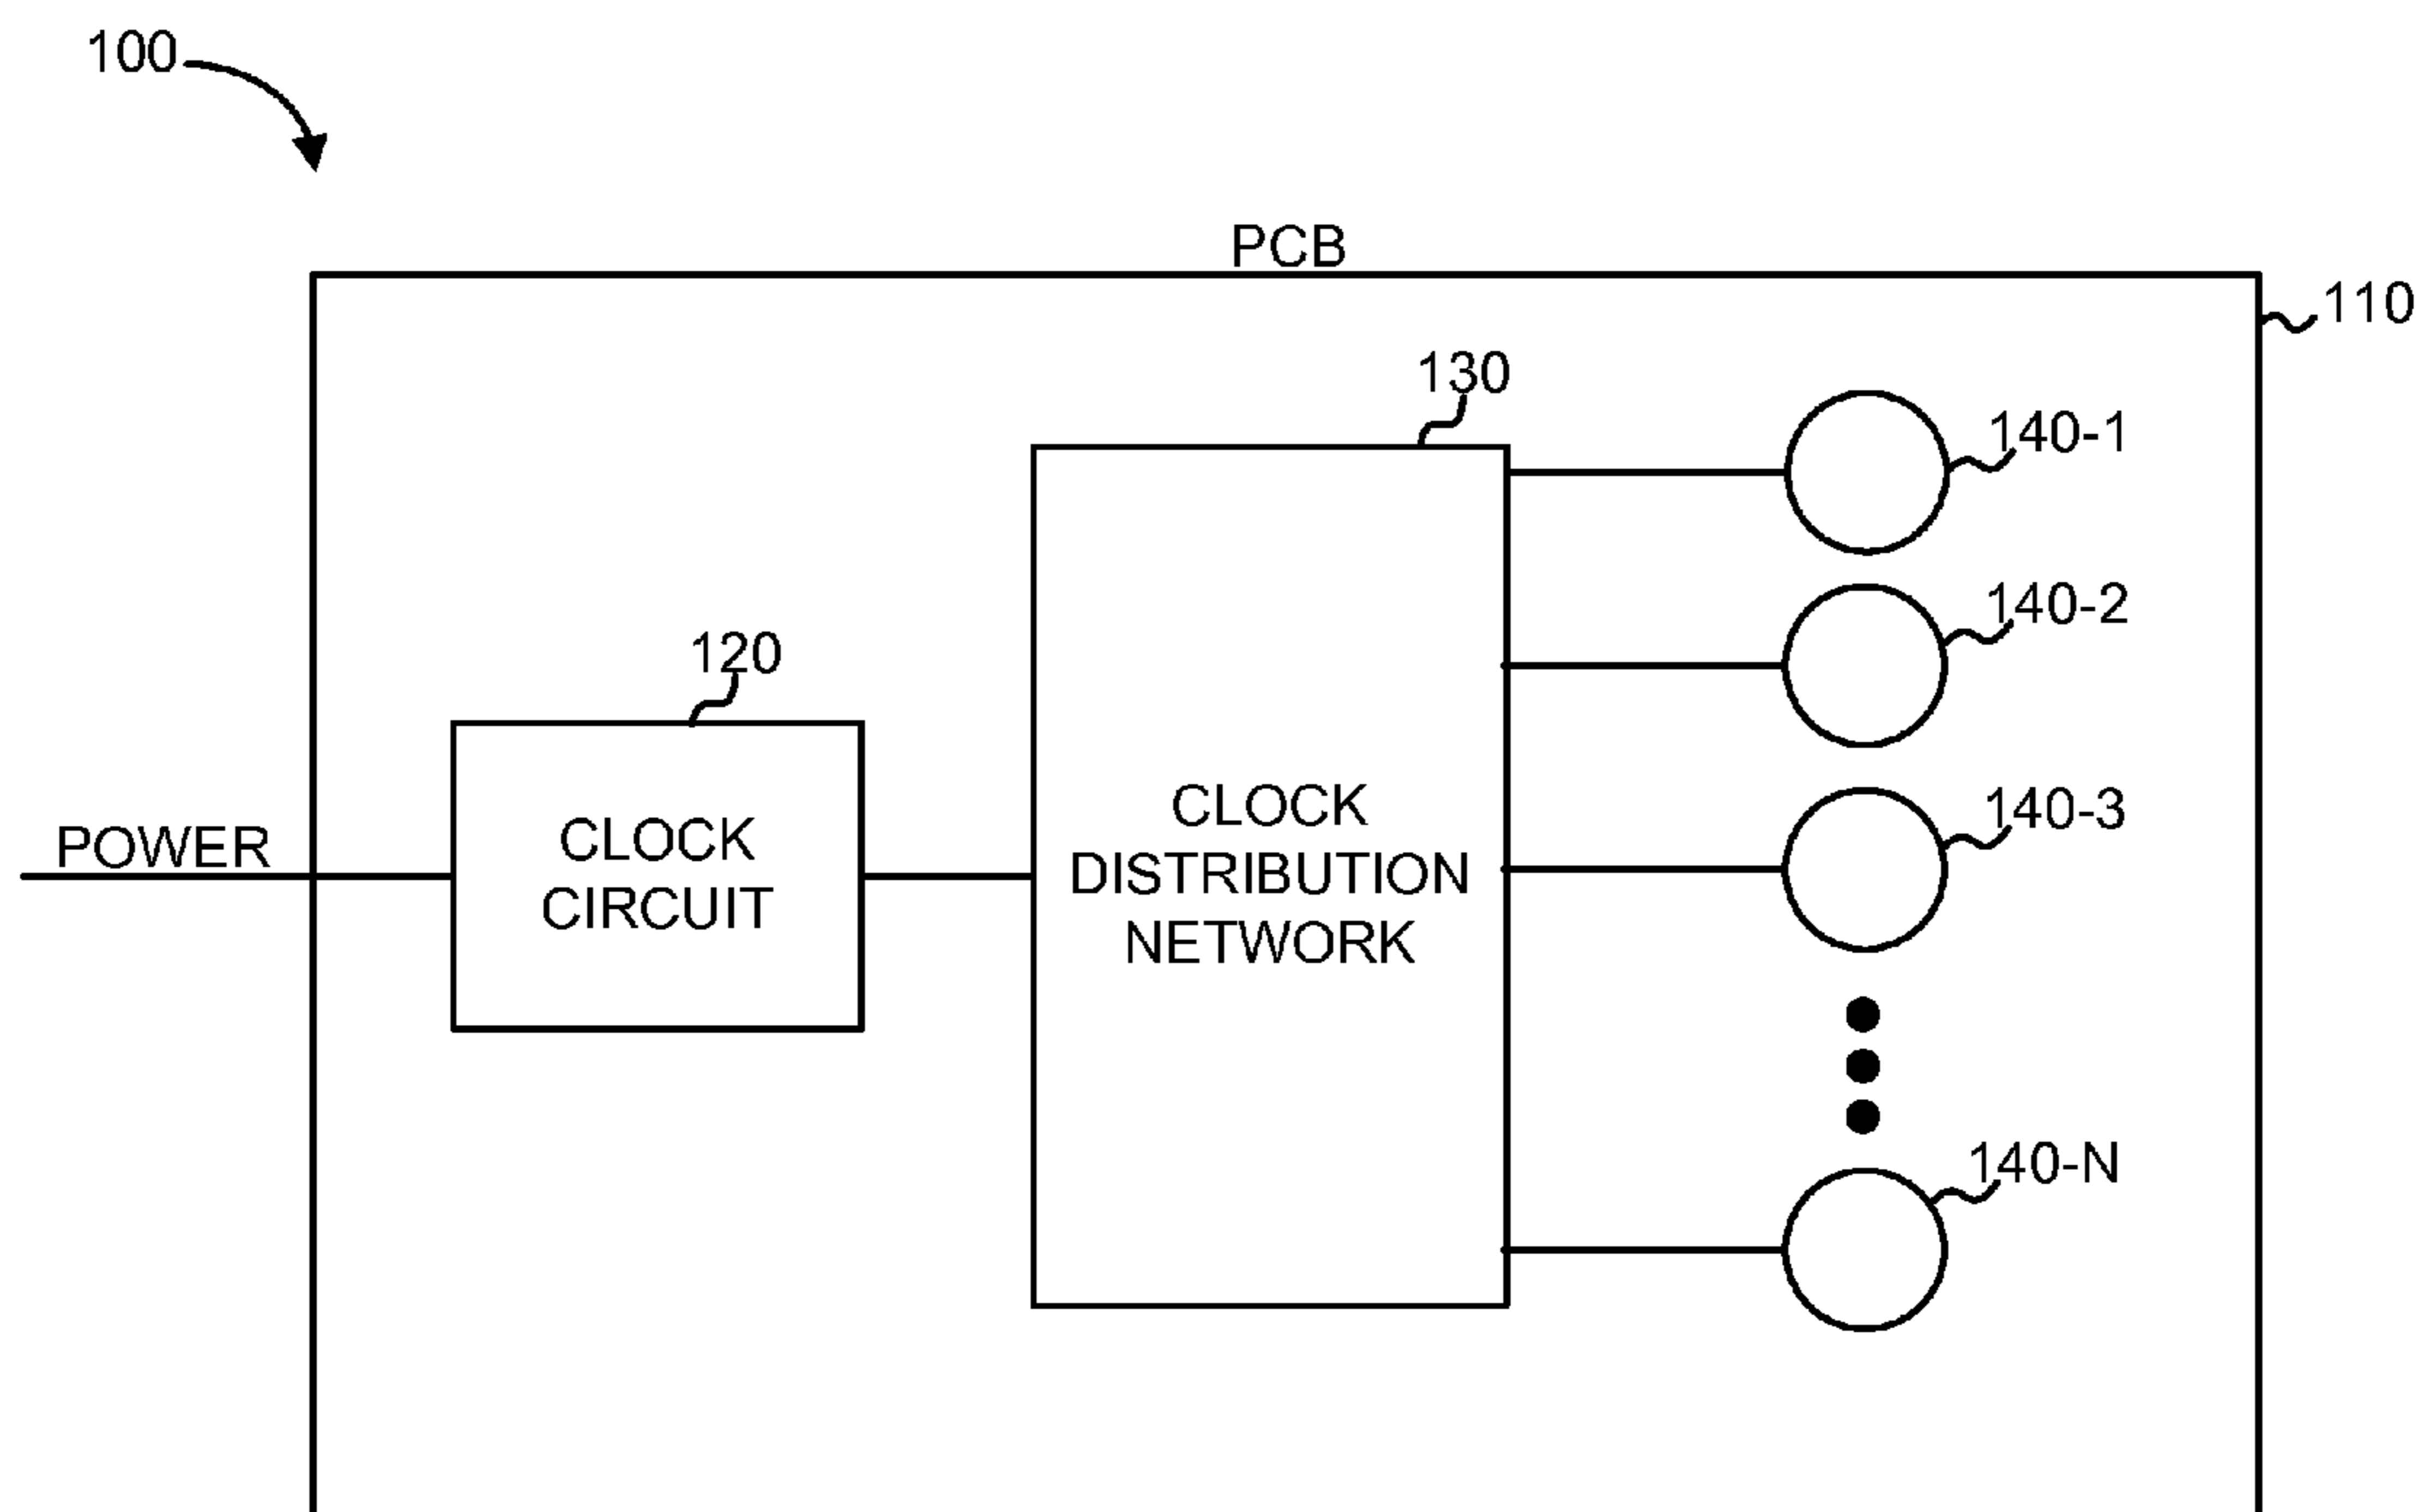 100
PCB
110
130
140-1
140-2
120
140-3
POWER
CLOCK
CIRCUIT
CLOCK
DISTRIBUTION
NETWORK
140-N